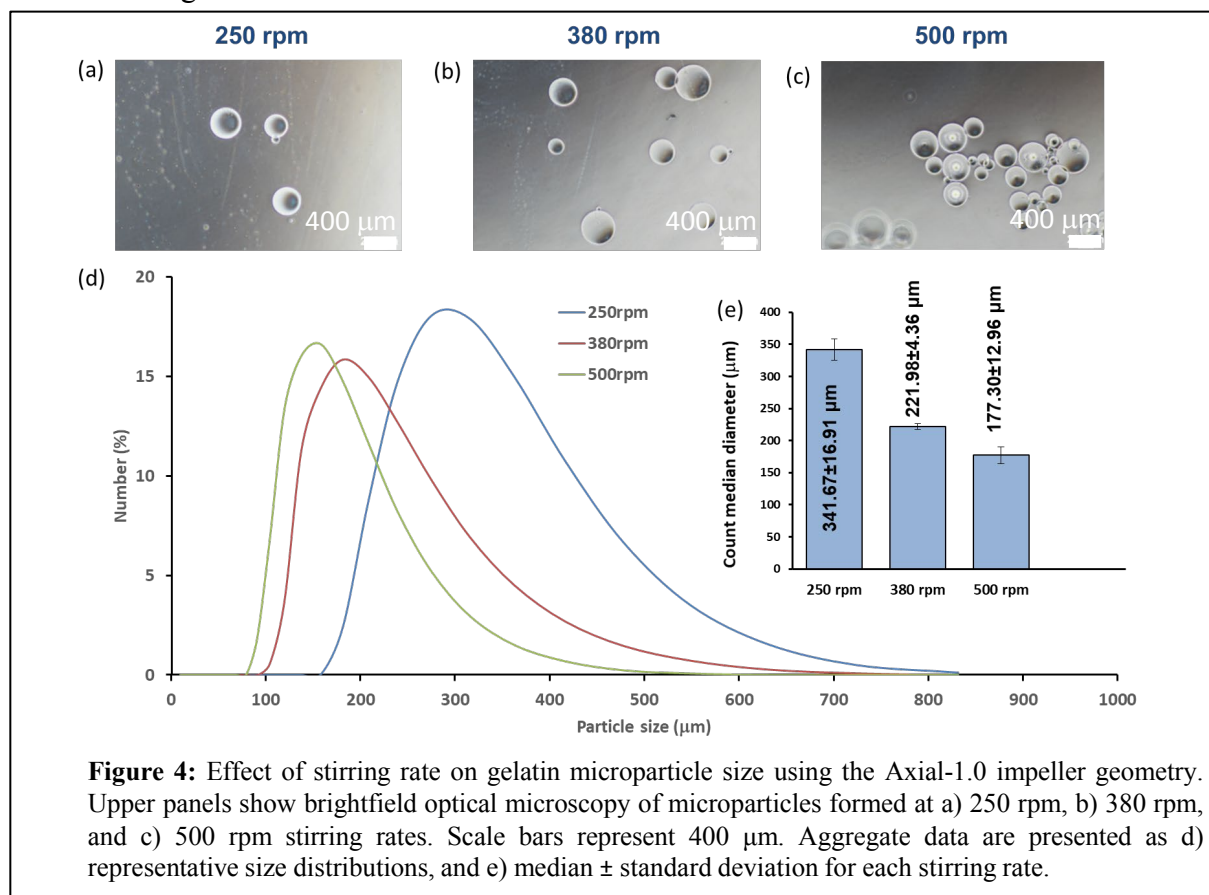 250 rpm
380 rpm
500 rpm
(a)
400 μm
(b)
400 μm
(c)
400 μm
(d)
20
15
10
5
0
Number (%)
0 100 200 300 400 500 600 700 800 900 1000
Particle size (μm)
250rpm
380rpm
500rpm
(e)
400
350
300
250
200
150
100
50
0
Count median diameter (μm)
341.67±16.91 μm
221.98±4.36 μm
177.30±12.96 μm
250 rpm 380 rpm 500 rpm
Figure 4: Effect of stirring rate on gelatin microparticle size using the Axial-1.0 impeller geometry.
Upper panels show brightfield optical microscopy of microparticles formed at a) 250 rpm, b) 380 rpm,
and c) 500 rpm stirring rates. Scale bars represent 400 μm. Aggregate data are presented as d)
representative size distributions, and e) median ± standard deviation for each stirring rate.